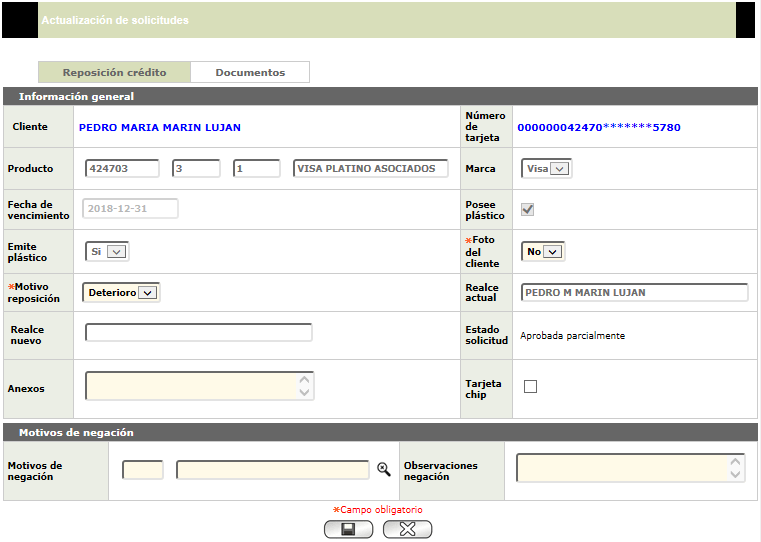 Actualización de solicitudes
Reposición crédito
Documentos
Información general
Cliente
PEDRO MARIA MARIN LUJAN
Número
de
tarjeta
000000042470*******5780
Producto
424703
3
1
VISA PLATINO ASOCIADOS
Marca
Visa
Fecha de
vencimiento
2018-12-31
Posee
plástico
Emite
plástico
Si
*Foto
del
cliente
No
*Motivo
reposición
Deterioro
Realce
actual
PEDRO M MARIN LUJAN
Realce
nuevo
Estado
solicitud
Aprobada parcialmente
Anexos
Tarjeta
chip
Motivos de negación
Motivos de
negación
Observaciones
negación
*Campo obligatorio